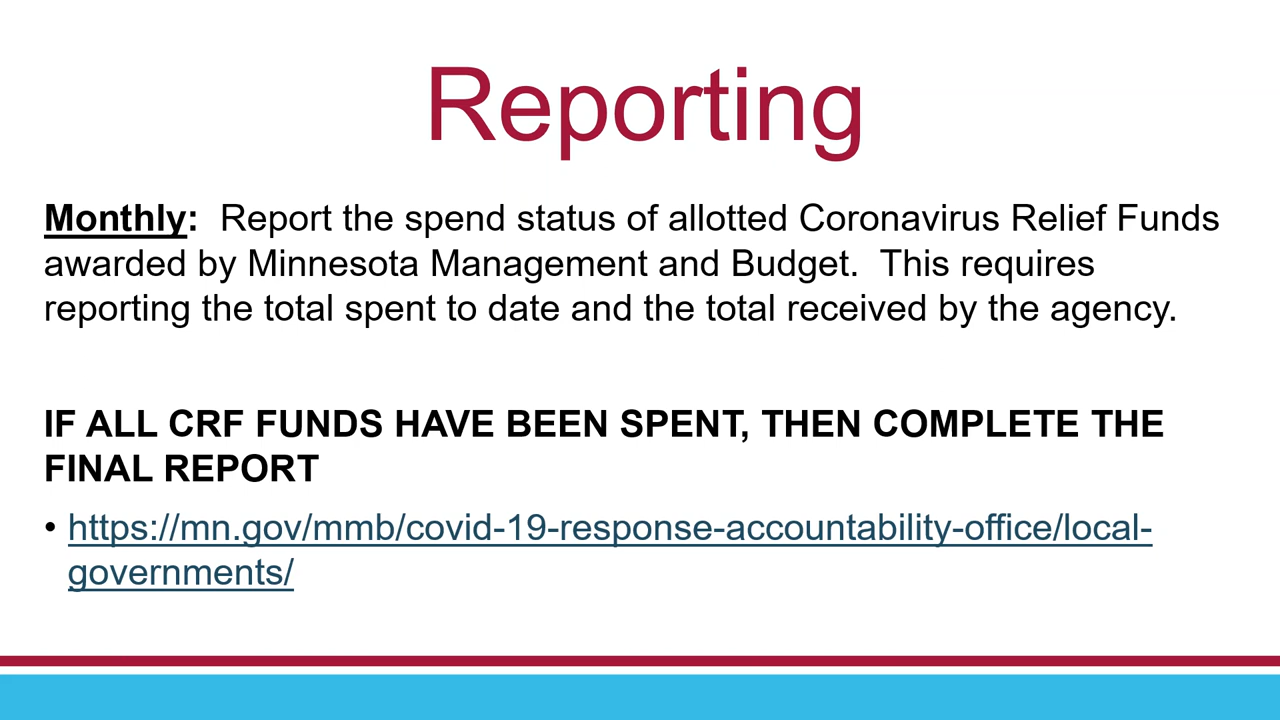 Reporting
Monthly:  Report the spend status of allotted Coronavirus Relief Funds
awarded by Minnesota Management and Budget.  This requires
reporting the total spent to date and the total received by the agency.
IF ALL CRF FUNDS HAVE BEEN SPENT, THEN COMPLETE THE
FINAL REPORT
• https://mn.gov/mmb/covid-19-response-accountability-office/local-
governments/